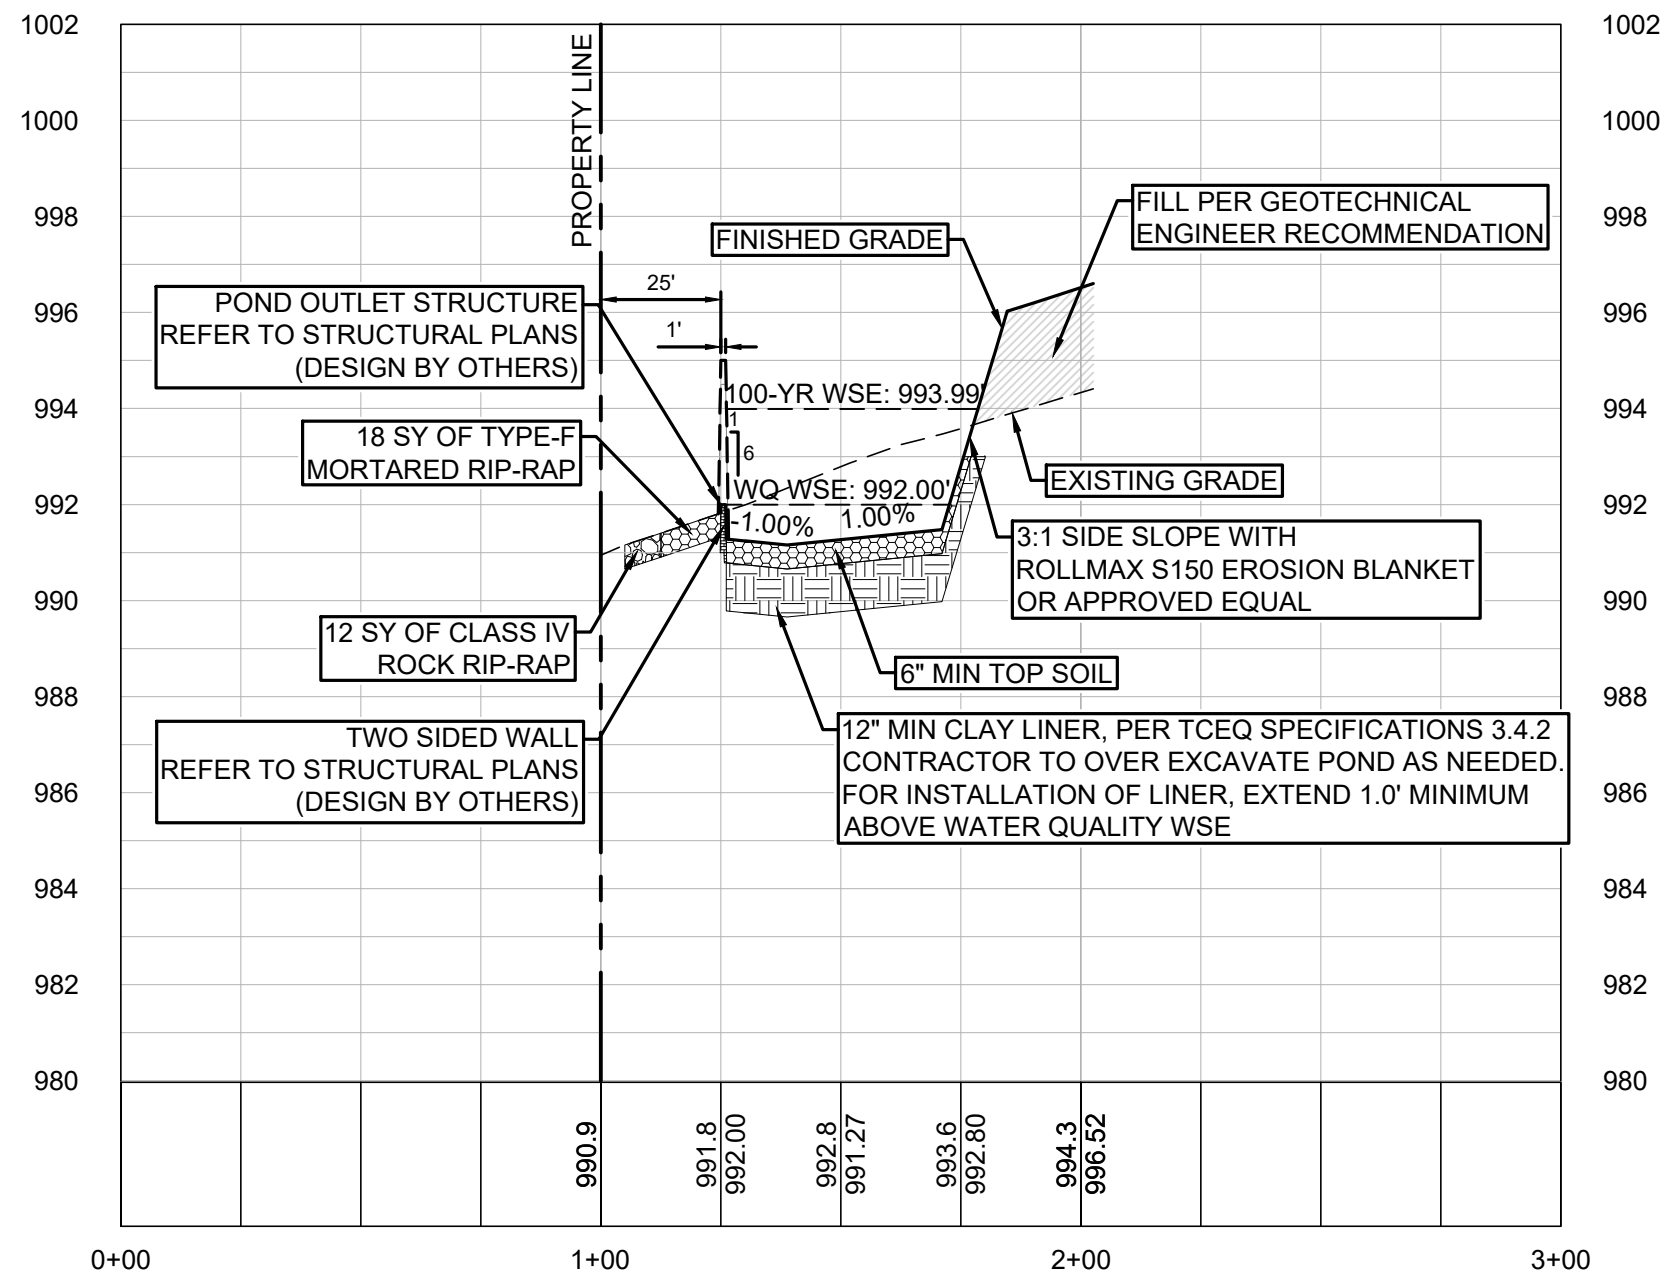 1002
1002
1000
1000
998
998
996
996
994
994
992
992
990
990
988
988
986
986
984
984
982
982
980
980
PROPERTY LINE
FILL PER GEOTECHNICAL
ENGINEER RECOMMENDATION
FINISHED GRADE
25'
1'
POND OUTLET STRUCTURE
REFER TO STRUCTURAL PLANS
(DESIGN BY OTHERS)
100-YR WSE: 993.99'
1
6
18 SY OF TYPE-F
MORTARED RIP-RAP
EXISTING GRADE
WQ WSE: 992.00'
-1.00%
1.00%
3:1 SIDE SLOPE WITH
ROLLMAX S150 EROSION BLANKET
OR APPROVED EQUAL
12 SY OF CLASS IV
ROCK RIP-RAP
6" MIN TOP SOIL
TWO SIDED WALL
REFER TO STRUCTURAL PLANS
(DESIGN BY OTHERS)
12" MIN CLAY LINER, PER TCEQ SPECIFICATIONS 3.4.2
CONTRACTOR TO OVER EXCAVATE POND AS NEEDED.
FOR INSTALLATION OF LINER, EXTEND 1.0' MINIMUM
ABOVE WATER QUALITY WSE
990.9
991.8
992.00
992.8
991.27
993.6
992.80
994.3
996.52
0+00
1+00
2+00
3+00